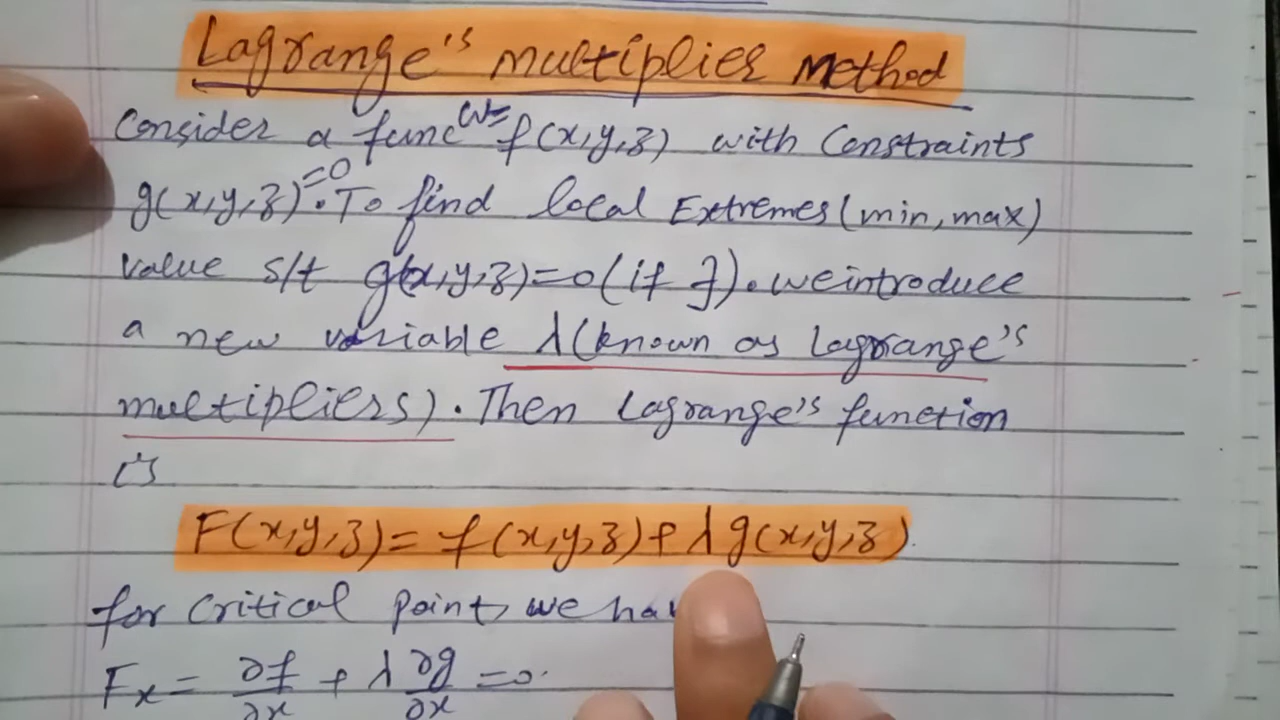 Lagrange's multiplier Method
Consider a func w= f(x,y,z) with Constraints
g(x,y,z)=0. To find local Extremes (min, max)
value s/t g(x,y,z)=0 (if ∃). we introduce
a new variable λ (known as Lagrange's
multipliers). Then Lagrange's function
is
F(x,y,z) = f(x,y,z) + λ g(x,y,z).
for critical point, we ha
Fx = ∂f/∂x + λ ∂g/∂x = 0.